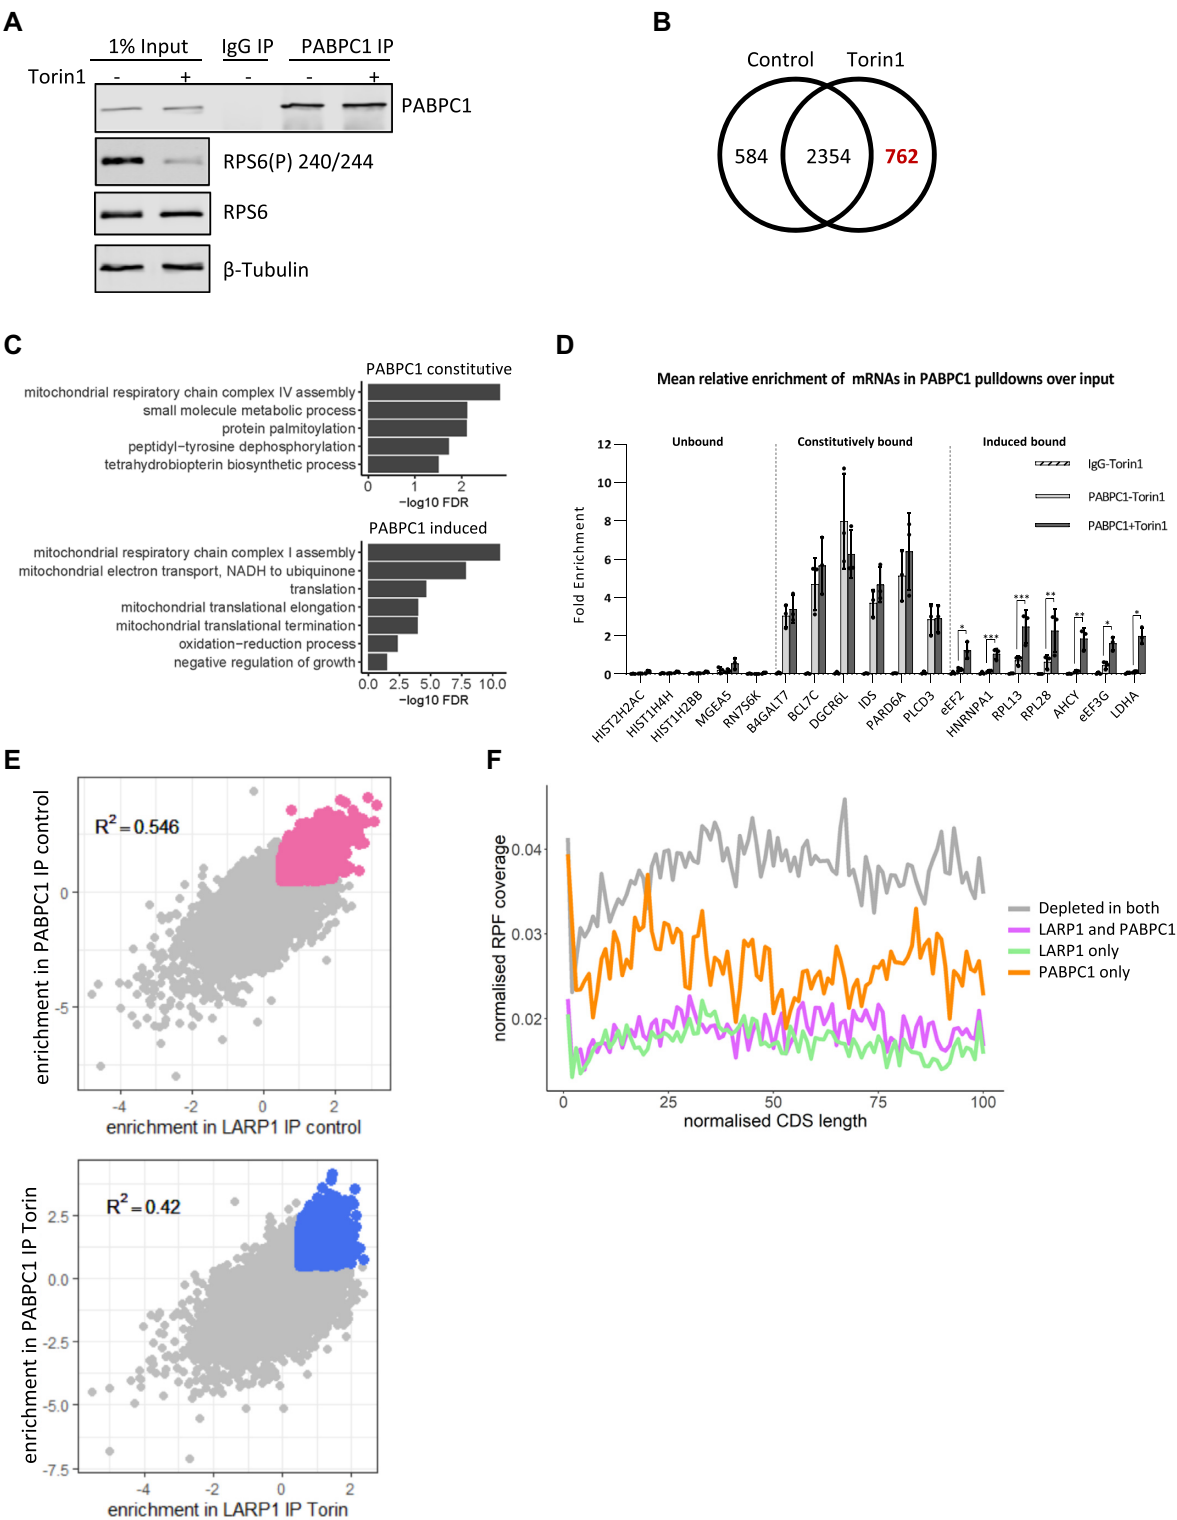 A
1% Input IgG IP PABPC1 IP
Torin1 - + - - +
PABPC1
RPS6(P) 240/244
RPS6
β-Tubulin
B
Control Torin1
584 2354 762
C
PABPC1 constitutive
mitochondrial respiratory chain complex IV assembly
small molecule metabolic process
protein palmitoylation
peptidyl−tyrosine dephosphorylation
tetrahydrobiopterin biosynthetic process
0 1 2
−log10 FDR
PABPC1 induced
mitochondrial respiratory chain complex I assembly
mitochondrial electron transport, NADH to ubiquinone
translation
mitochondrial translational elongation
mitochondrial translational termination
oxidation−reduction process
negative regulation of growth
0.0 2.5 5.0 7.5 10.0
−log10 FDR
D
Mean relative enrichment of mRNAs in PABPC1 pulldowns over input
Unbound Constitutively bound Induced bound
IgG-Torin1
PABPC1-Torin1
PABPC1+Torin1
Fold Enrichment
12
10
8
6
4
2
0
* *** *** ** ** * *
HIST2H2AC HIST1H4H HIST1H2BB MGEA5 RN7S6K B4GALT7 BCL7C DGCR6L IDS PARD6A PLCD3 eEF2 HNRNPA1 RPL13 RPL28 AHCY eEF3G LDHA
E
R² = 0.546
enrichment in PABPC1 IP control
0
-5
-4 -2 0 2
enrichment in LARP1 IP control
R² = 0.42
enrichment in PABPC1 IP Torin
2.5
0.0
-2.5
-5.0
-7.5
-4 -2 0 2
enrichment in LARP1 IP Torin
F
normalised RPF coverage
0.04
0.03
0.02
0 25 50 75 100
normalised CDS length
Depleted in both
LARP1 and PABPC1
LARP1 only
PABPC1 only